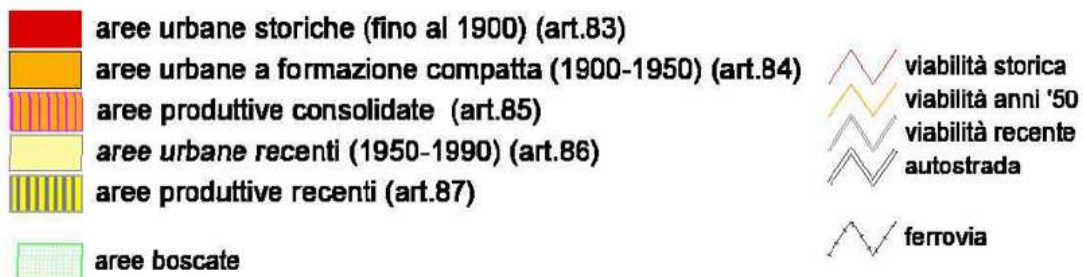 aree urbane storiche (fino al 1900) (art.83)
aree urbane a formazione compatta (1900-1950) (art.84)
aree produttive consolidate (art.85)
aree urbane recenti (1950-1990) (art.86)
aree produttive recenti (art.87)
aree boscate
viabilità storica
viabilità anni '50
viabilità recente
autostrada
ferrovia